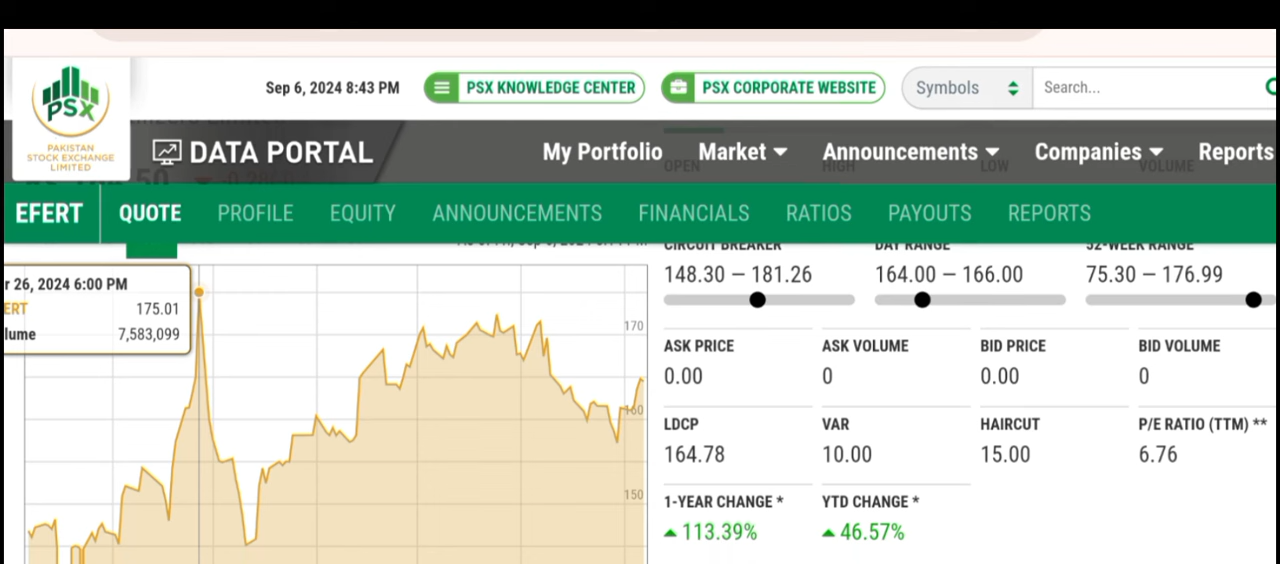 Sep 6, 2024 8:43 PM
PSX KNOWLEDGE CENTER
PSX CORPORATE WEBSITE
Symbols
Search...
PSX
PAKISTAN
STOCK EXCHANGE
LIMITED
DATA PORTAL
My Portfolio
Market
Announcements
Companies
Reports
OPEN
HIGH
LOW
VOLUME
EFERT
QUOTE
PROFILE
EQUITY
ANNOUNCEMENTS
FINANCIALS
RATIOS
PAYOUTS
REPORTS
r 26, 2024 6:00 PM
ERT 175.01
lume 7,583,099
170
160
150
CIRCUIT BREAKER
148.30 — 181.26
DAY RANGE
164.00 — 166.00
52-WEEK RANGE
75.30 — 176.99
ASK PRICE
0.00
ASK VOLUME
0
BID PRICE
0.00
BID VOLUME
0
LDCP
164.78
VAR
10.00
HAIRCUT
15.00
P/E RATIO (TTM) **
6.76
1-YEAR CHANGE *
113.39%
YTD CHANGE *
46.57%